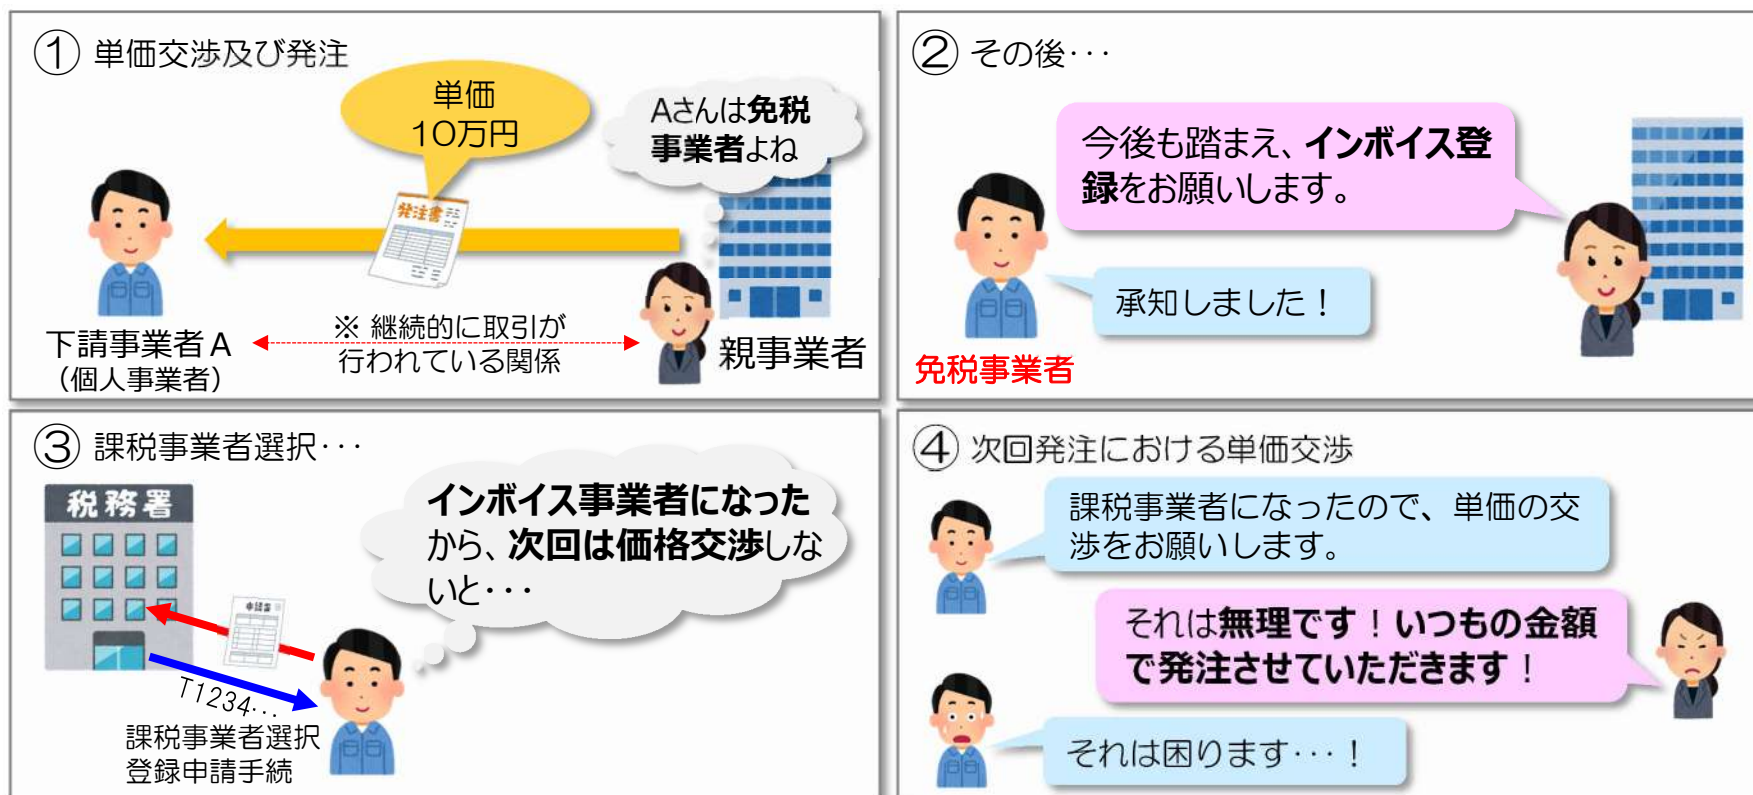 ① 単価交渉及び発注
単価
10万円
Aさんは免税
事業者よね
発注書
下請事業者A
（個人事業者）
※ 継続的に取引が
行われている関係
親事業者
② その後･･･
今後も踏まえ、インボイス登
録をお願いします。
承知しました！
免税事業者
③ 課税事業者選択･･･
税務署
インボイス事業者になった
から、次回は価格交渉しな
いと･･･
申請書
T1234･･･
課税事業者選択
登録申請手続
④ 次回発注における単価交渉
課税事業者になったので、単価の交
渉をお願いします。
それは無理です！いつもの金額
で発注させていただきます！
それは困ります･･･！